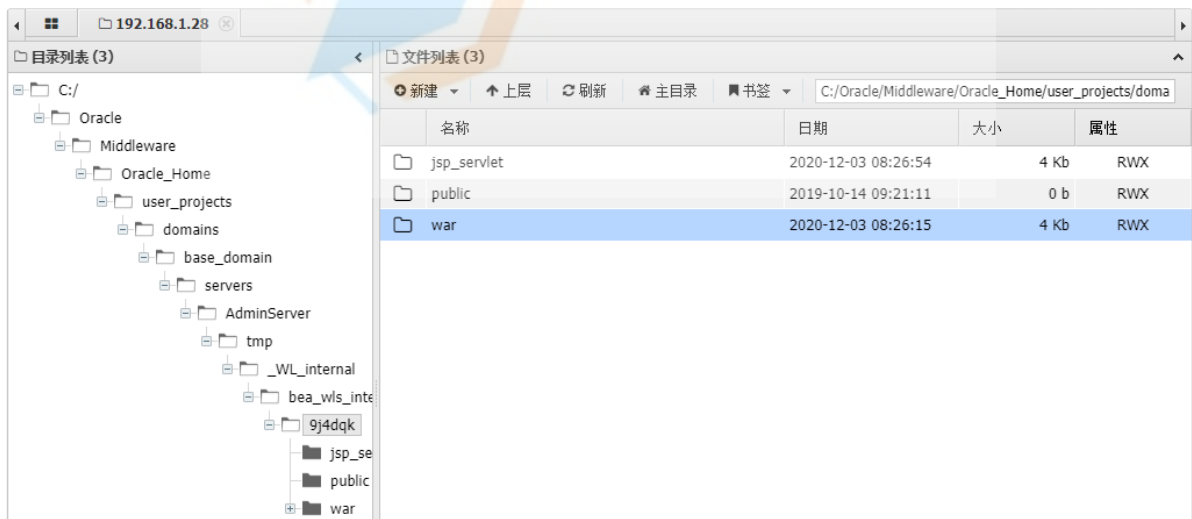 192.168.1.28
目录列表 (3)
C:/
Oracle
Middleware
Oracle_Home
user_projects
domains
base_domain
servers
AdminServer
tmp
_WL_internal
bea_wls_inte
9j4dqk
jsp_se
public
war
文件列表 (3)
新建 上层 刷新 主目录 书签 C:/Oracle/Middleware/Oracle_Home/user_projects/doma
名称 日期 大小 属性
jsp_servlet 2020-12-03 08:26:54 4 Kb RWX
public 2019-10-14 09:21:11 0 b RWX
war 2020-12-03 08:26:15 4 Kb RWX